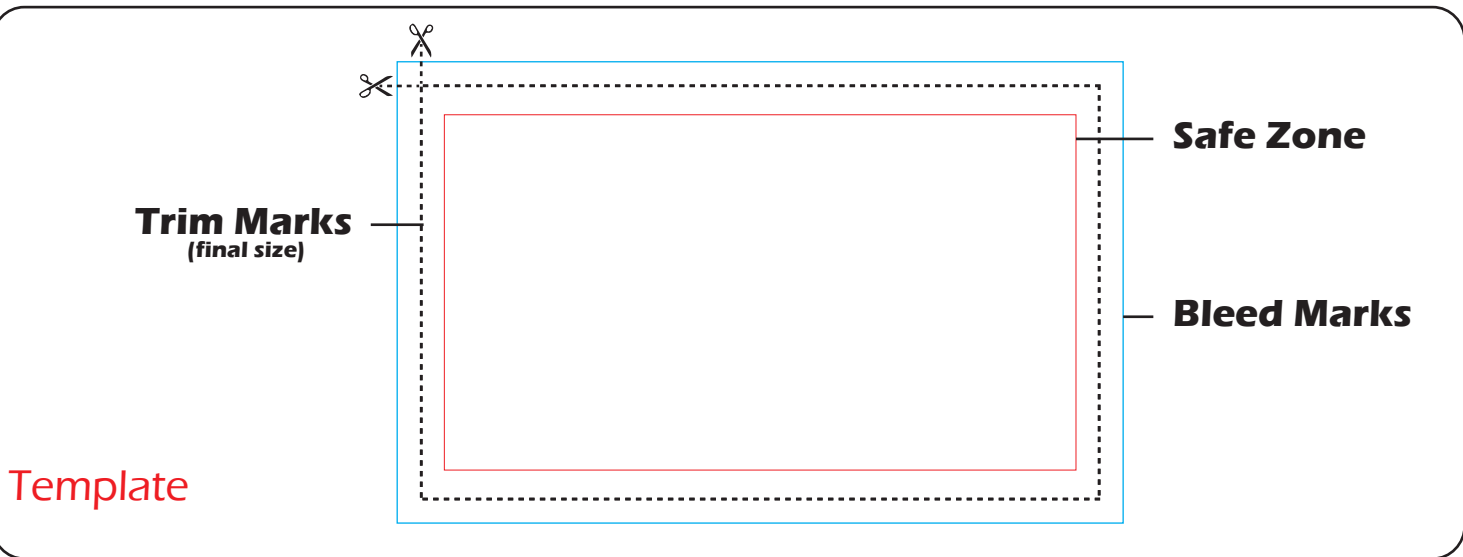 Safe Zone
Trim Marks
(final size)
Bleed Marks
Template